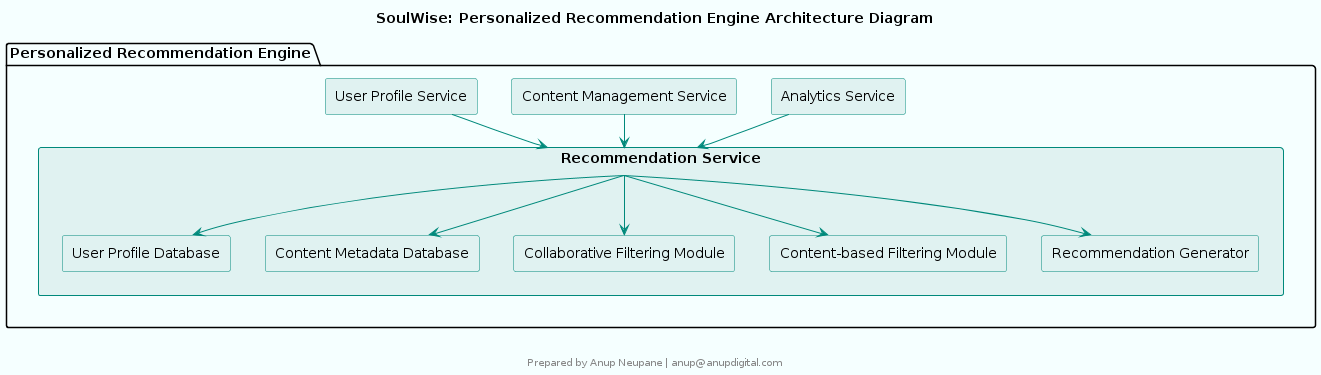 SoulWise: Personalized Recommendation Engine Architecture Diagram
Personalized Recommendation Engine
User Profile Service
Content Management Service
Analytics Service
Recommendation Service
User Profile Database
Content Metadata Database
Collaborative Filtering Module
Content-based Filtering Module
Recommendation Generator
Prepared by Anup Neupane | anup@anupdigital.com